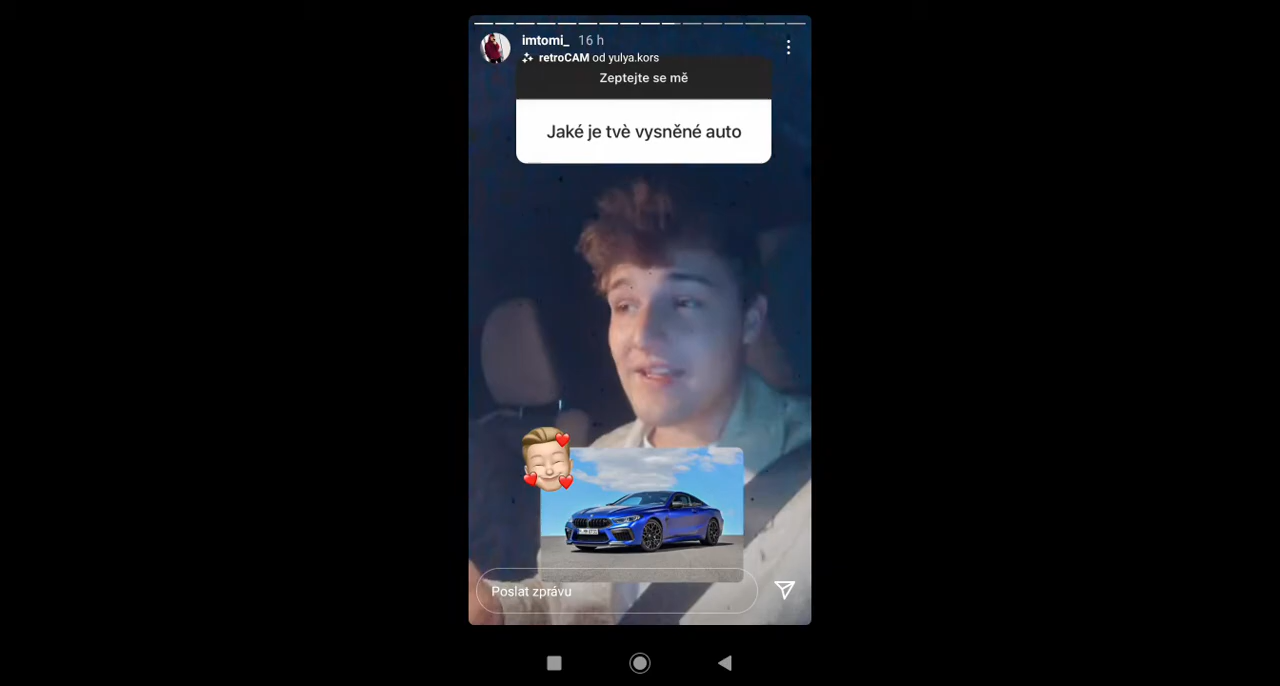 imtomi_ 16 h
retroCAM od yulya.kors
Zeptejte se mě
Jaké je tvè vysněné auto
Poslat zprávu